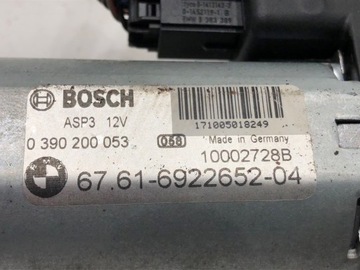 BOSCH
ASP3 12V
171005018249
0 390 200 053
058
Made in Germany
10002728B
67.61-6922652-04